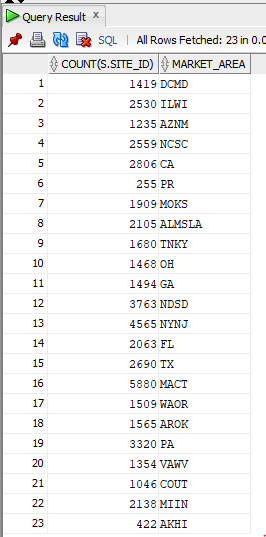 Query Result x
SQL | All Rows Fetched: 23 in 0.0
COUNT(S.SITE_ID) MARKET_AREA
1 1419 DCMD
2 2530 ILWI
3 1235 AZNM
4 2559 NCSC
5 2806 CA
6 255 PR
7 1909 MOKS
8 2105 ALMSLA
9 1680 TNKY
10 1468 OH
11 1494 GA
12 3763 NDSD
13 4565 NYNJ
14 2063 FL
15 2690 TX
16 5880 MACT
17 1509 WAOR
18 1565 AROK
19 3320 PA
20 1354 VAWV
21 1046 COUT
22 2138 MIIN
23 422 AKHI